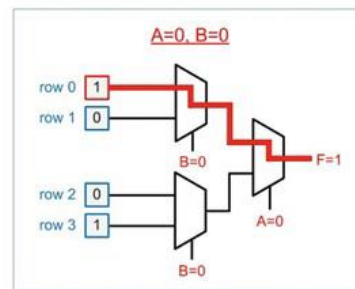 A=0, B=0
row 0 1
row 1 0
B=0
F=1
row 2 0
row 3 1
A=0
B=0